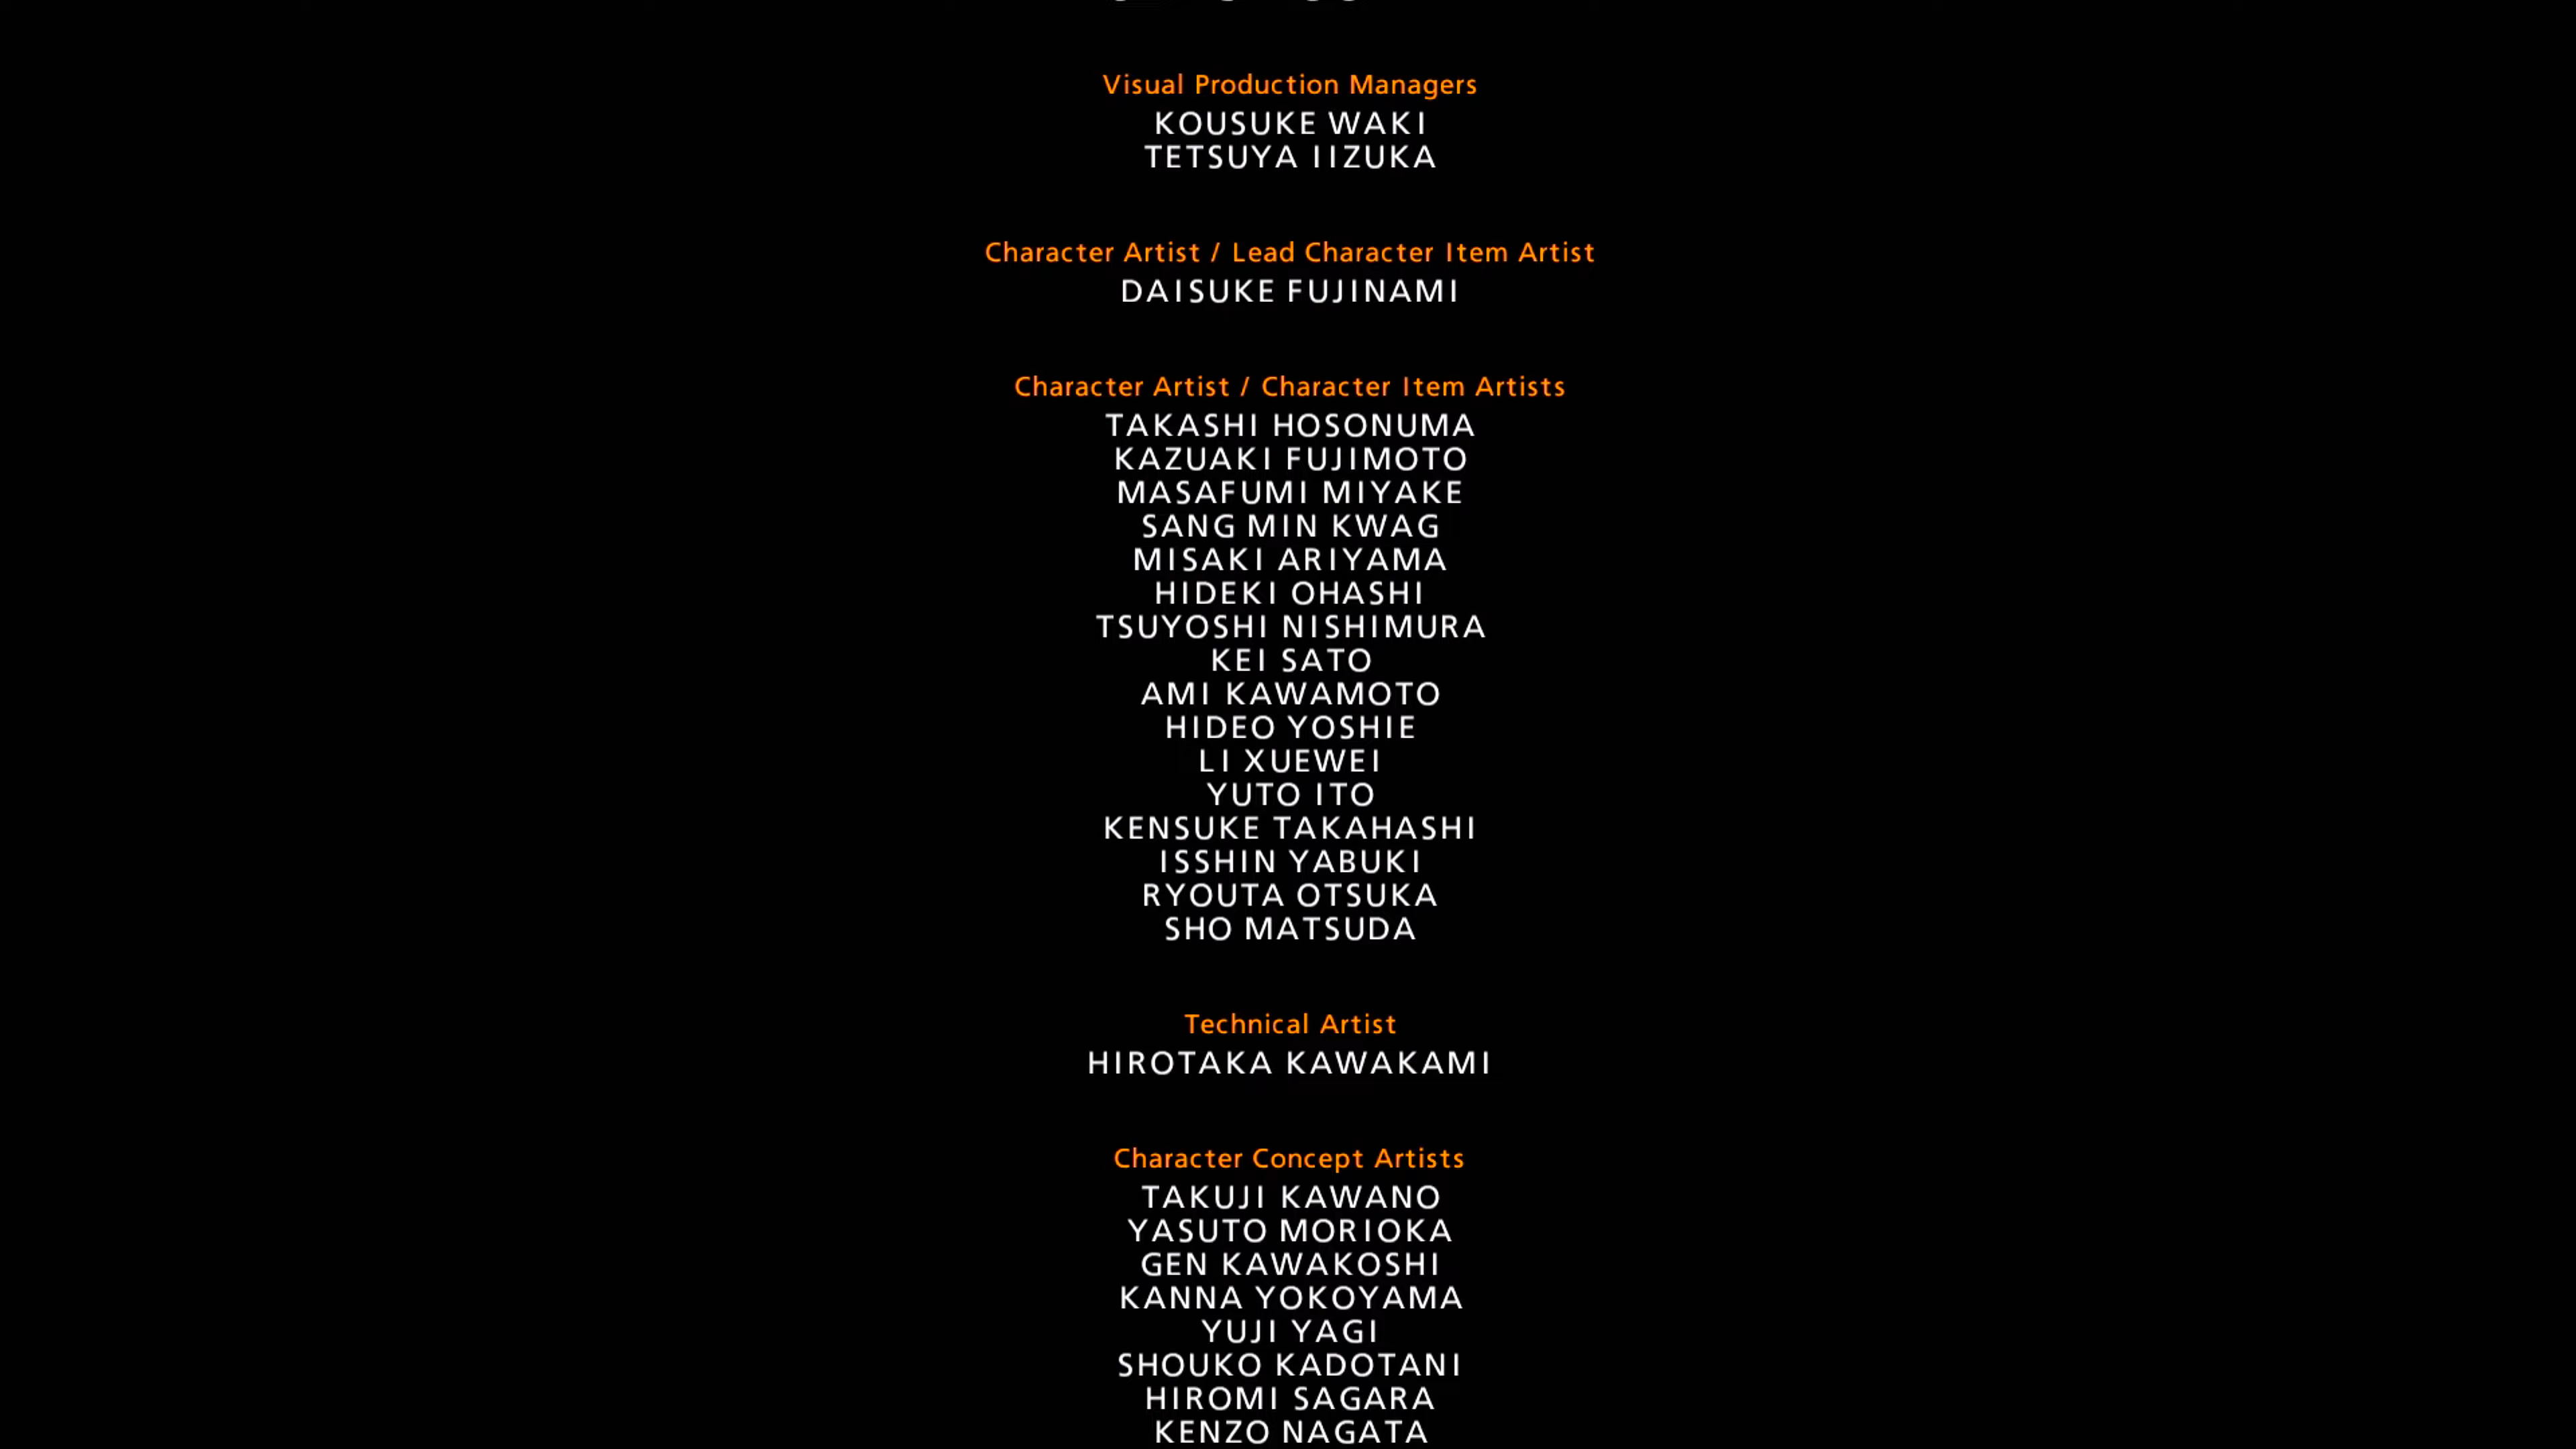 Visual Production Managers
KOUSUKE WAKI
TETSUYA IIZUKA
Character Artist / Lead Character Item Artist
DAISUKE FUJINAMI
Character Artist / Character Item Artists
TAKASHI HOSONUMA
KAZUAKI FUJIMOTO
MASAFUMI MIYAKE
SANG MIN KWAG
MISAKI ARIYAMA
HIDEKI OHASHI
TSUYOSHI NISHIMURA
KEI SATO
AMI KAWAMOTO
HIDEO YOSHIE
LI XUEWEI
YUTO ITO
KENSUKE TAKAHASHI
ISSHIN YABUKI
RYOUTA OTSUKA
SHO MATSUDA
Technical Artist
HIROTAKA KAWAKAMI
Character Concept Artists
TAKUJI KAWANO
YASUTO MORIOKA
GEN KAWAKOSHI
KANNA YOKOYAMA
YUJI YAGI
SHOUKO KADOTANI
HIROMI SAGARA
KENZO NAGATA